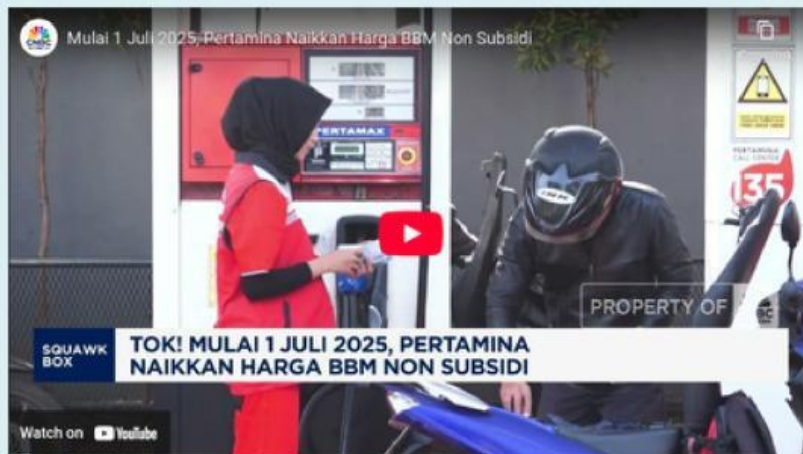 CNBC
Mulai 1 Juli 2025, Pertamina Naikkan Harga BBM Non Subsidi
PERTAMAX
PERTAMINA
CALL CENTER
135
PROPERTY OF
SQUAWK
BOX
TOK! MULAI 1 JULI 2025, PERTAMINA
NAIKKAN HARGA BBM NON SUBSIDI
Watch on YouTube